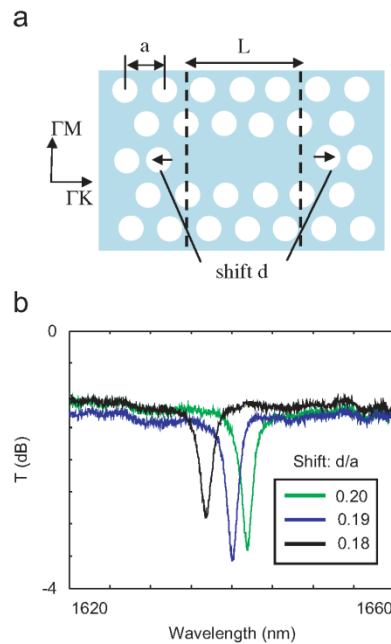 a
a
L
ΓM
ΓK
shift d
b
0
T (dB)
-4
Shift: d/a
0.20
0.19
0.18
1620
1660
Wavelength (nm)